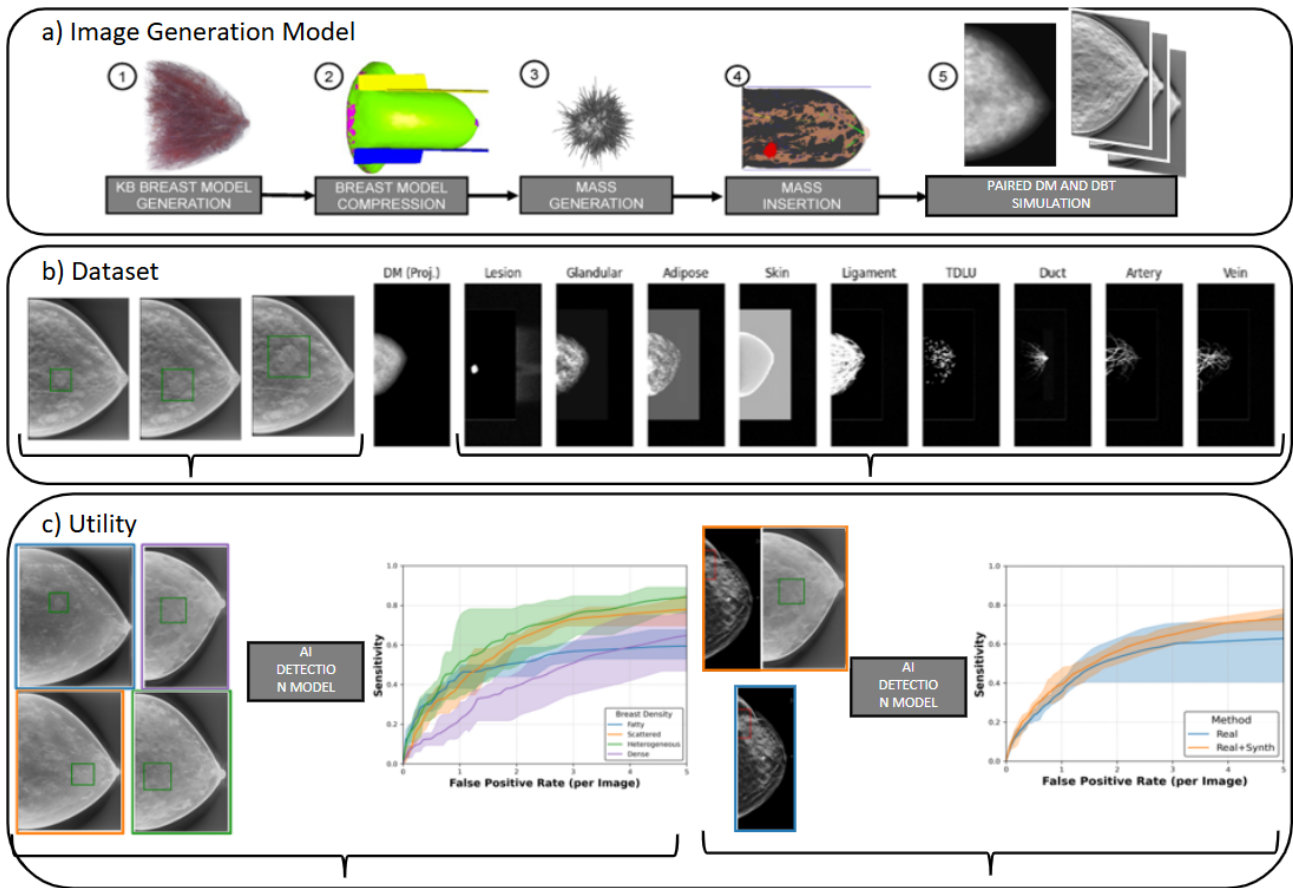 a) Image Generation Model
1
2
3
4
5
KB BREAST MODEL
GENERATION
BREAST MODEL
COMPRESSION
MASS
GENERATION
MASS
INSERTION
PAIRED DM AND DBT
SIMULATION
b) Dataset
DM (Proj.)
Lesion
Glandular
Adipose
Skin
Ligament
TDLU
Duct
Artery
Vein
c) Utility
AI
DETECTIO
N MODEL
Sensitivity
1.0
0.8
0.6
0.4
0.2
0.0
0
1
2
3
4
5
False Positive Rate (per Image)
Breast Density
Fatty
Scattered
Heterogeneous
Dense
AI
DETECTIO
N MODEL
Sensitivity
1.0
0.8
0.6
0.4
0.2
0.0
0
1
2
3
4
5
False Positive Rate (per Image)
Method
Real
Real+Synth